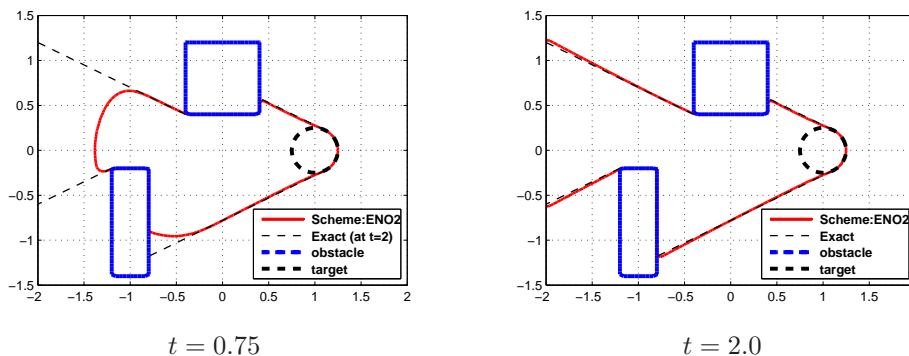 1.5
1
0.5
0
−0.5
−1
−1.5
−2 −1.5 −1 −0.5 0 0.5 1 1.5 2
Scheme:ENO2
Exact (at t=2)
obstacle
target
t = 0.75
1.5
1
0.5
0
−0.5
−1
−1.5
−2 −1.5 −1 −0.5 0 0.5 1 1.5
Scheme:ENO2
Exact
obstacle
target
t = 2.0